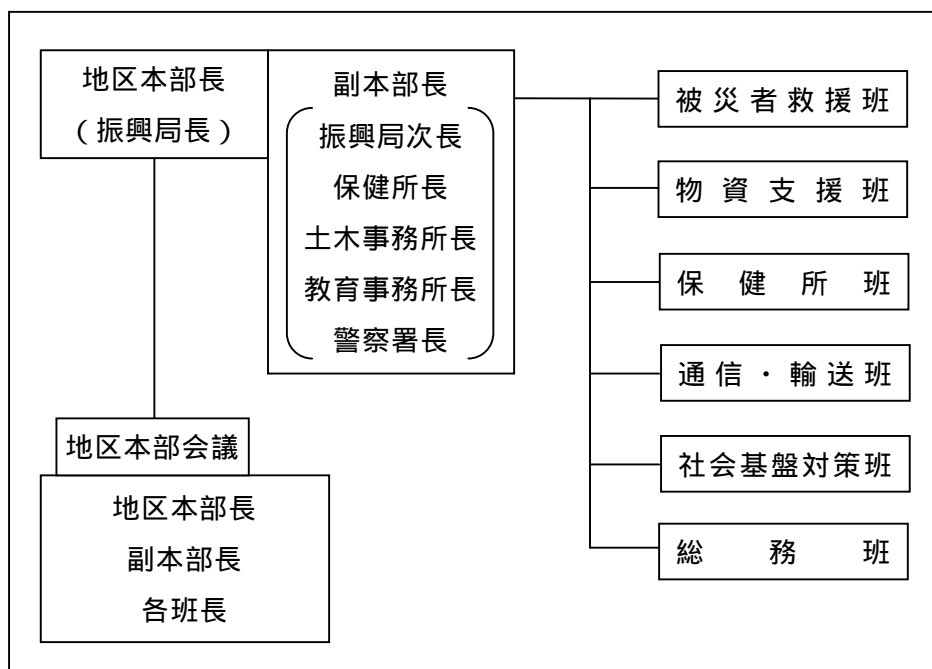 地区本部長
（振興局長）
副本部長
振興局次長
保健所長
土木事務所長
教育事務所長
警察署長
被災者救援班
物資支援班
保健所班
通信・輸送班
社会基盤対策班
総務班
地区本部会議
地区本部長
副本部長
各班長